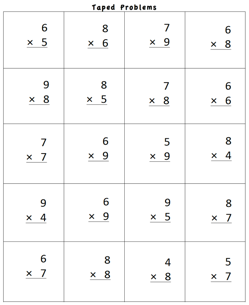 Taped Problems
6 8 7 6
× 5 × 6 × 9 × 8
9 8 7 6
× 8 × 5 × 8 × 6
7 6 5 8
× 7 × 9 × 9 × 4
9 6 9 8
× 4 × 9 × 5 × 7
6 8 4 5
× 7 × 8 × 8 × 7